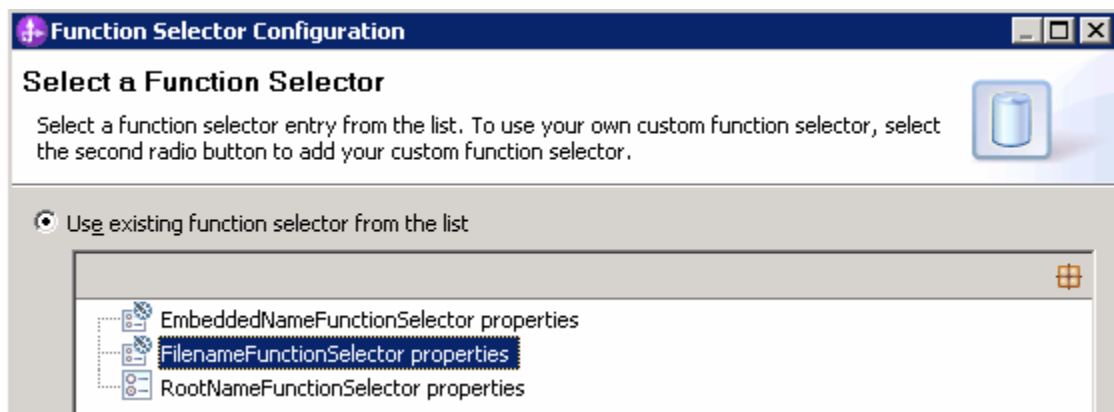 Function Selector Configuration
Select a Function Selector
Select a function selector entry from the list. To use your own custom function selector, select
the second radio button to add your custom function selector.
Use existing function selector from the list
EmbeddedNameFunctionSelector properties
FilenameFunctionSelector properties
RootNameFunctionSelector properties